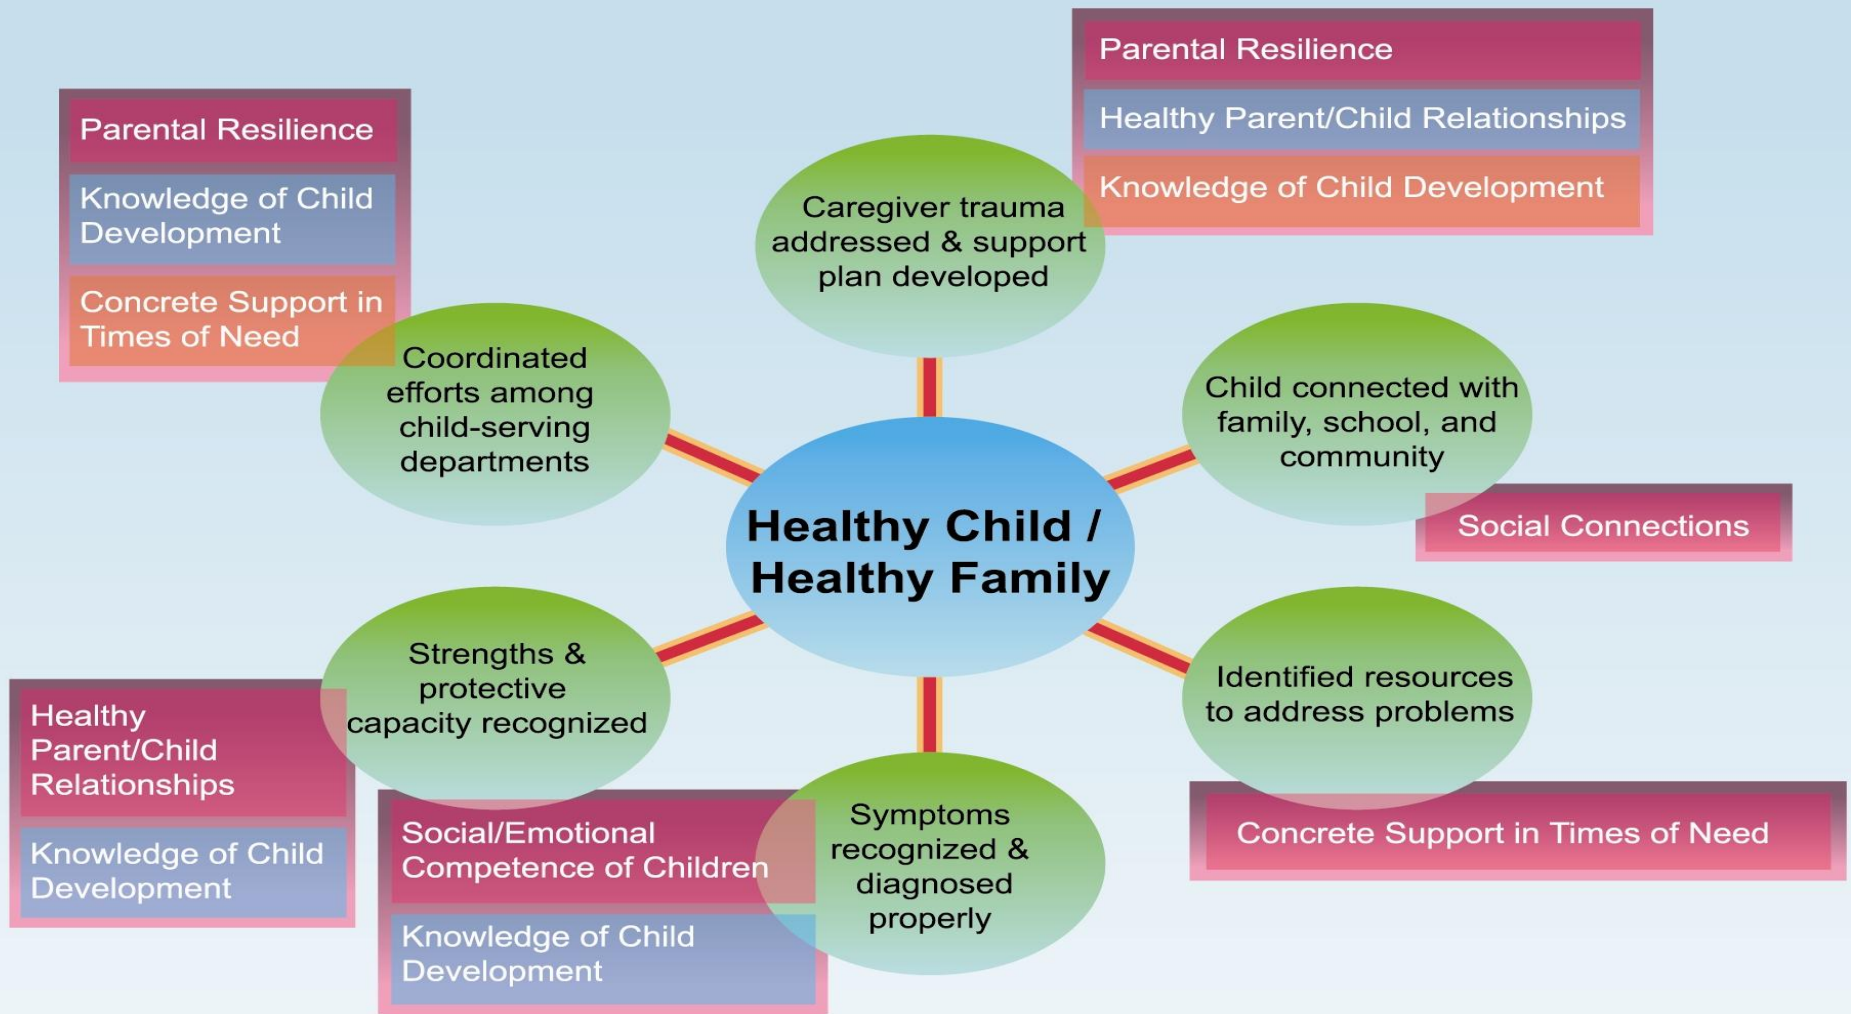 Parental Resilience
Healthy Parent/Child Relationships
Knowledge of Child Development
Parental Resilience
Knowledge of Child
Development
Concrete Support in
Times of Need
Caregiver trauma
addressed & support
plan developed
Coordinated
efforts among
child-serving
departments
Child connected with
family, school, and
community
Social Connections
Healthy Child /
Healthy Family
Strengths &
protective
capacity recognized
Healthy
Parent/Child
Relationships
Knowledge of Child
Development
Identified resources
to address problems
Concrete Support in Times of Need
Symptoms
recognized &
diagnosed
properly
Social/Emotional
Competence of Children
Knowledge of Child
Development